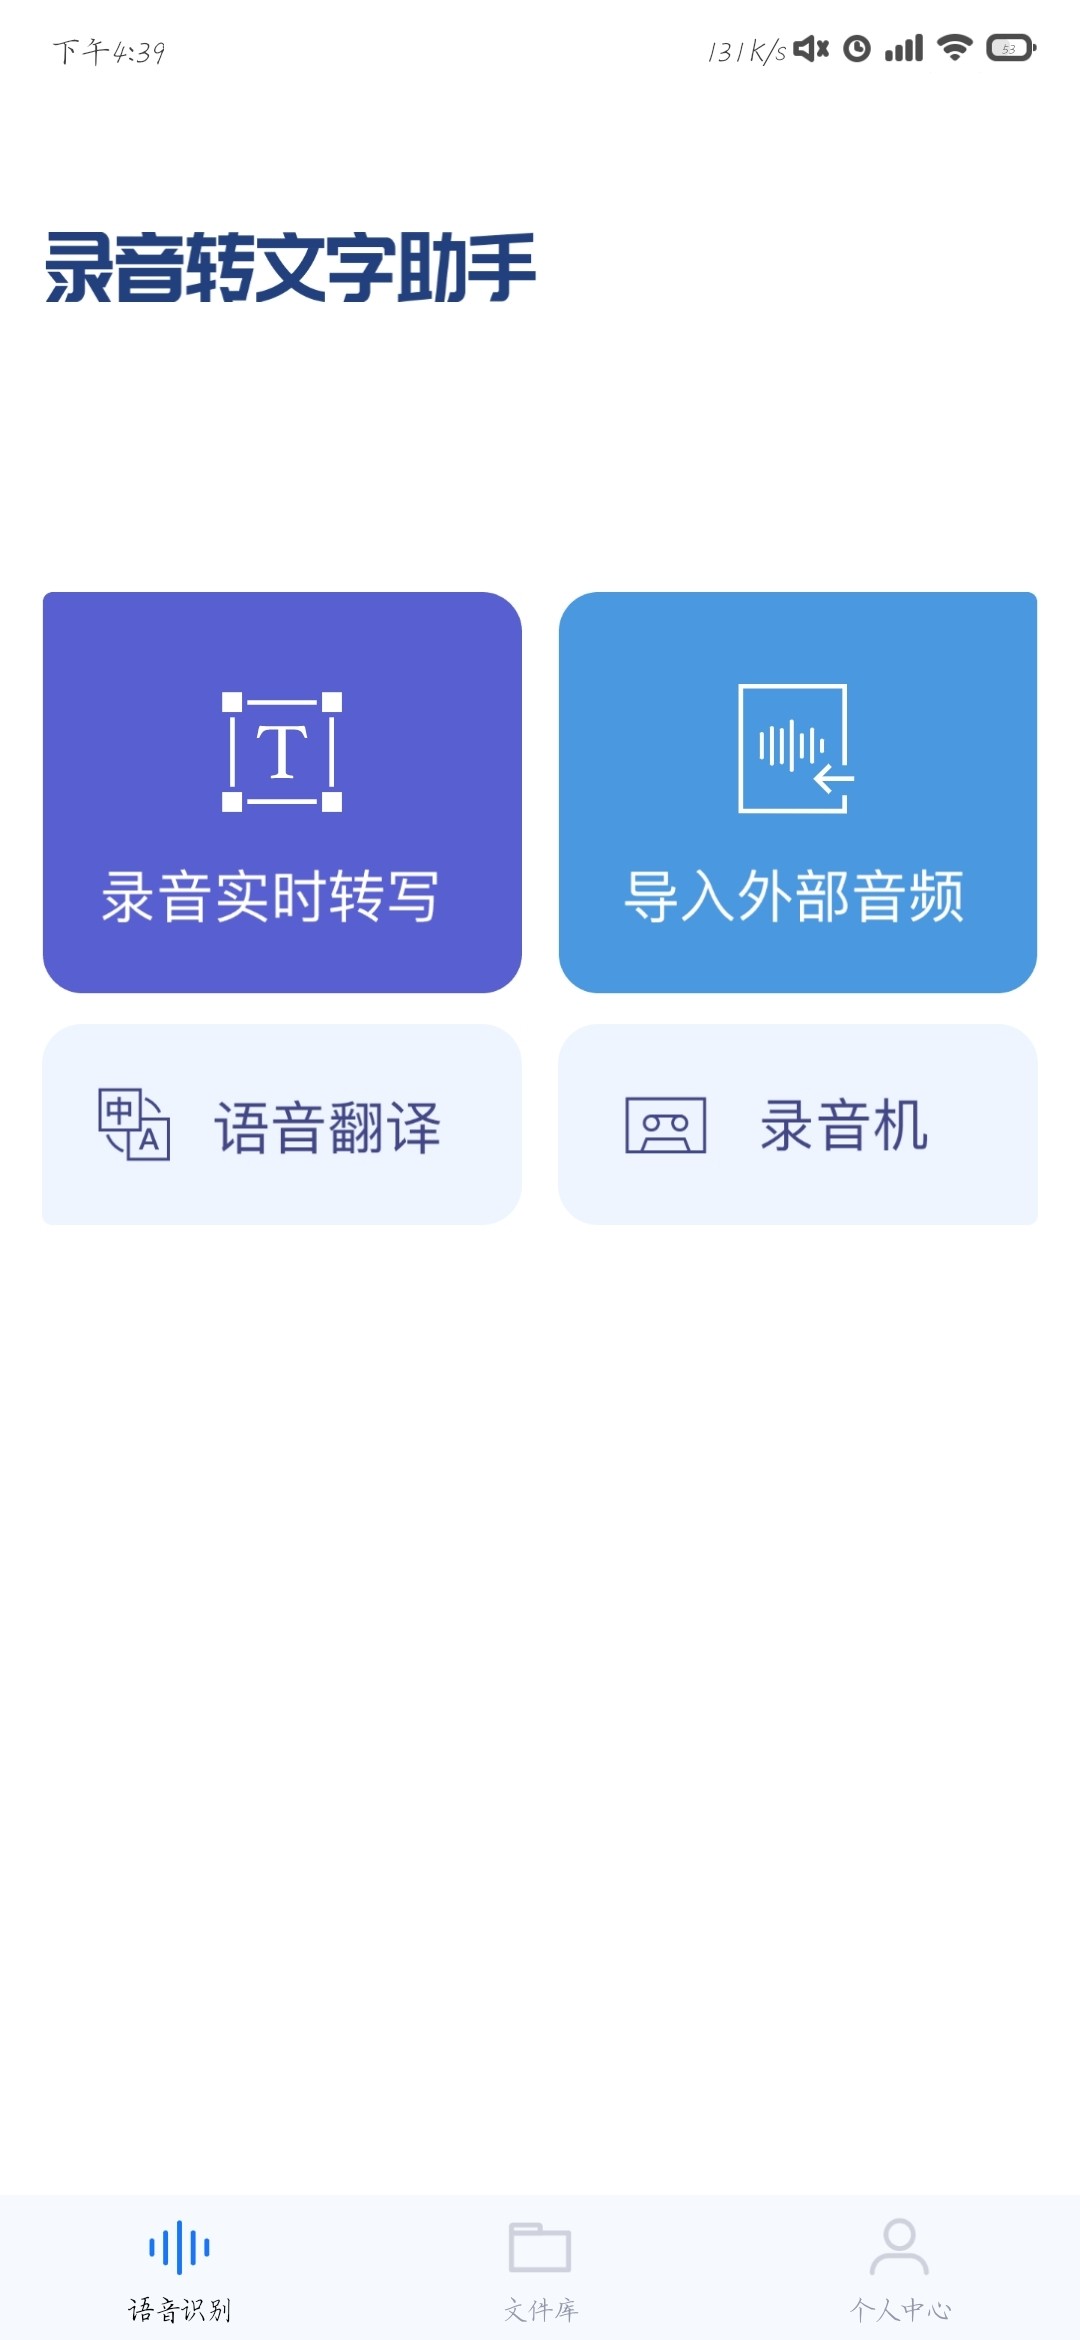 下午4:39
131K/s
53
录音转文字助手
T
录音实时转写
导入外部音频
中
A
语音翻译
录音机
语音识别
文件库
个人中心